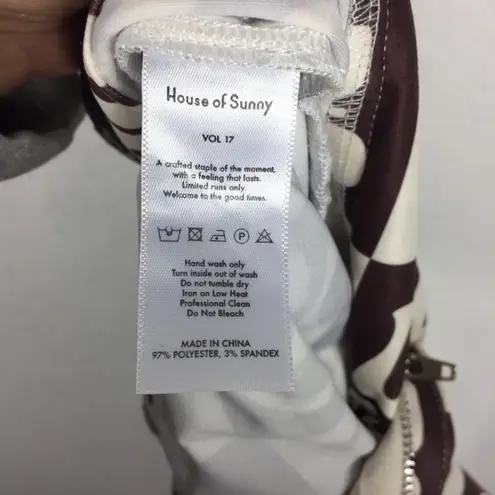 House of Sunny
VOL 17
A crafted staple of the moment,
with a feeling that lasts.
Limited runs only.
Welcome to the good times.
P
Hand wash only
Turn inside out of wash
Do not tumble dry
Iron on Low Heat
Professional Clean
Do Not Bleach
MADE IN CHINA
97% POLYESTER, 3% SPANDEX